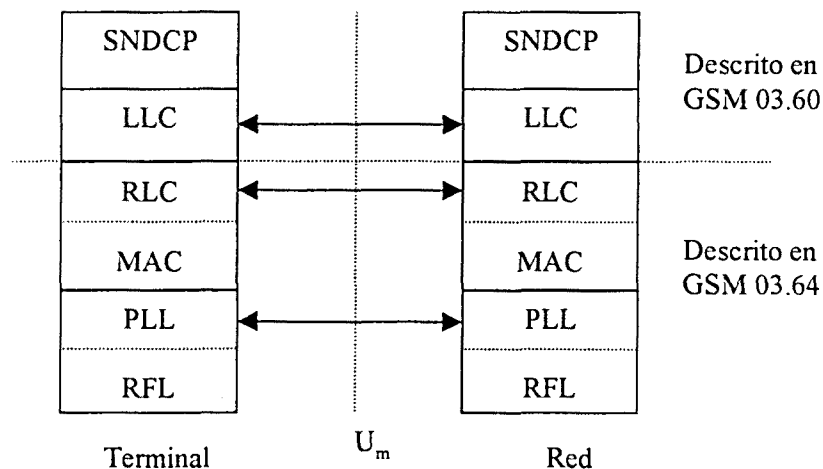 SNDCP
SNDCP
Descrito en
GSM 03.60
LLC
LLC
RLC
RLC
MAC
MAC
Descrito en
GSM 03.64
PLL
PLL
RFL
RFL
Terminal
Um
Red